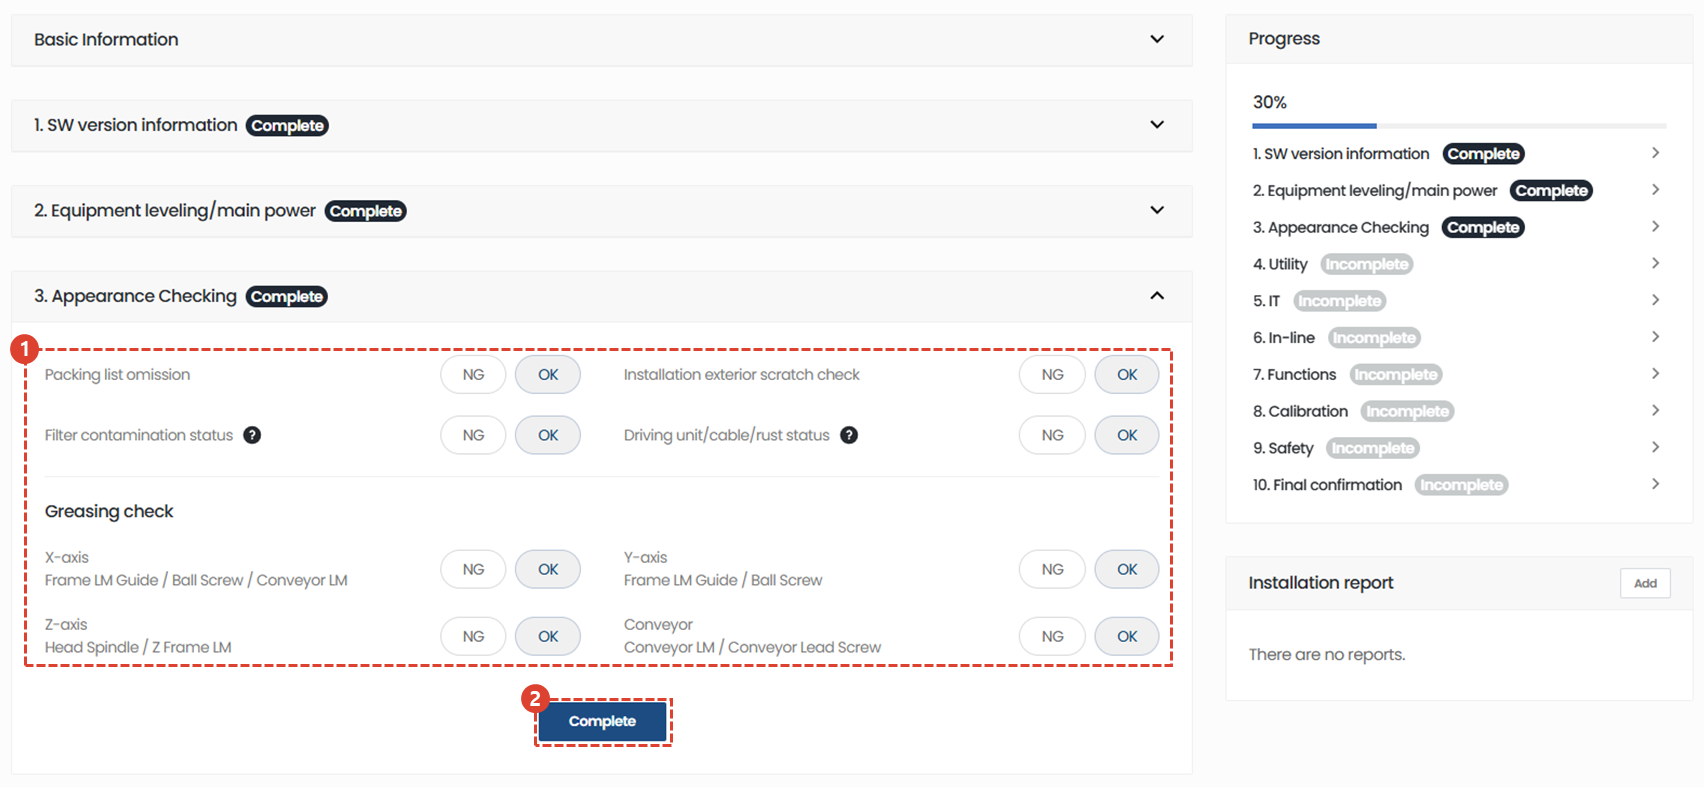 Basic Information
1. SW version information Complete
2. Equipment leveling/main power Complete
3. Appearance Checking Complete
1
Packing list omission NG OK Installation exterior scratch check NG OK
Filter contamination status ? NG OK Driving unit/cable/rust status ? NG OK
Greasing check
X-axis
Frame LM Guide / Ball Screw / Conveyor LM NG OK
Y-axis
Frame LM Guide / Ball Screw NG OK
Z-axis
Head Spindle / Z Frame LM NG OK
Conveyor
Conveyor LM / Conveyor Lead Screw NG OK
2
Complete
Progress
30%
1. SW version information Complete
2. Equipment leveling/main power Complete
3. Appearance Checking Complete
4. Utility Incomplete
5. IT Incomplete
6. In-line Incomplete
7. Functions Incomplete
8. Calibration Incomplete
9. Safety Incomplete
10. Final confirmation Incomplete
Installation report Add
There are no reports.